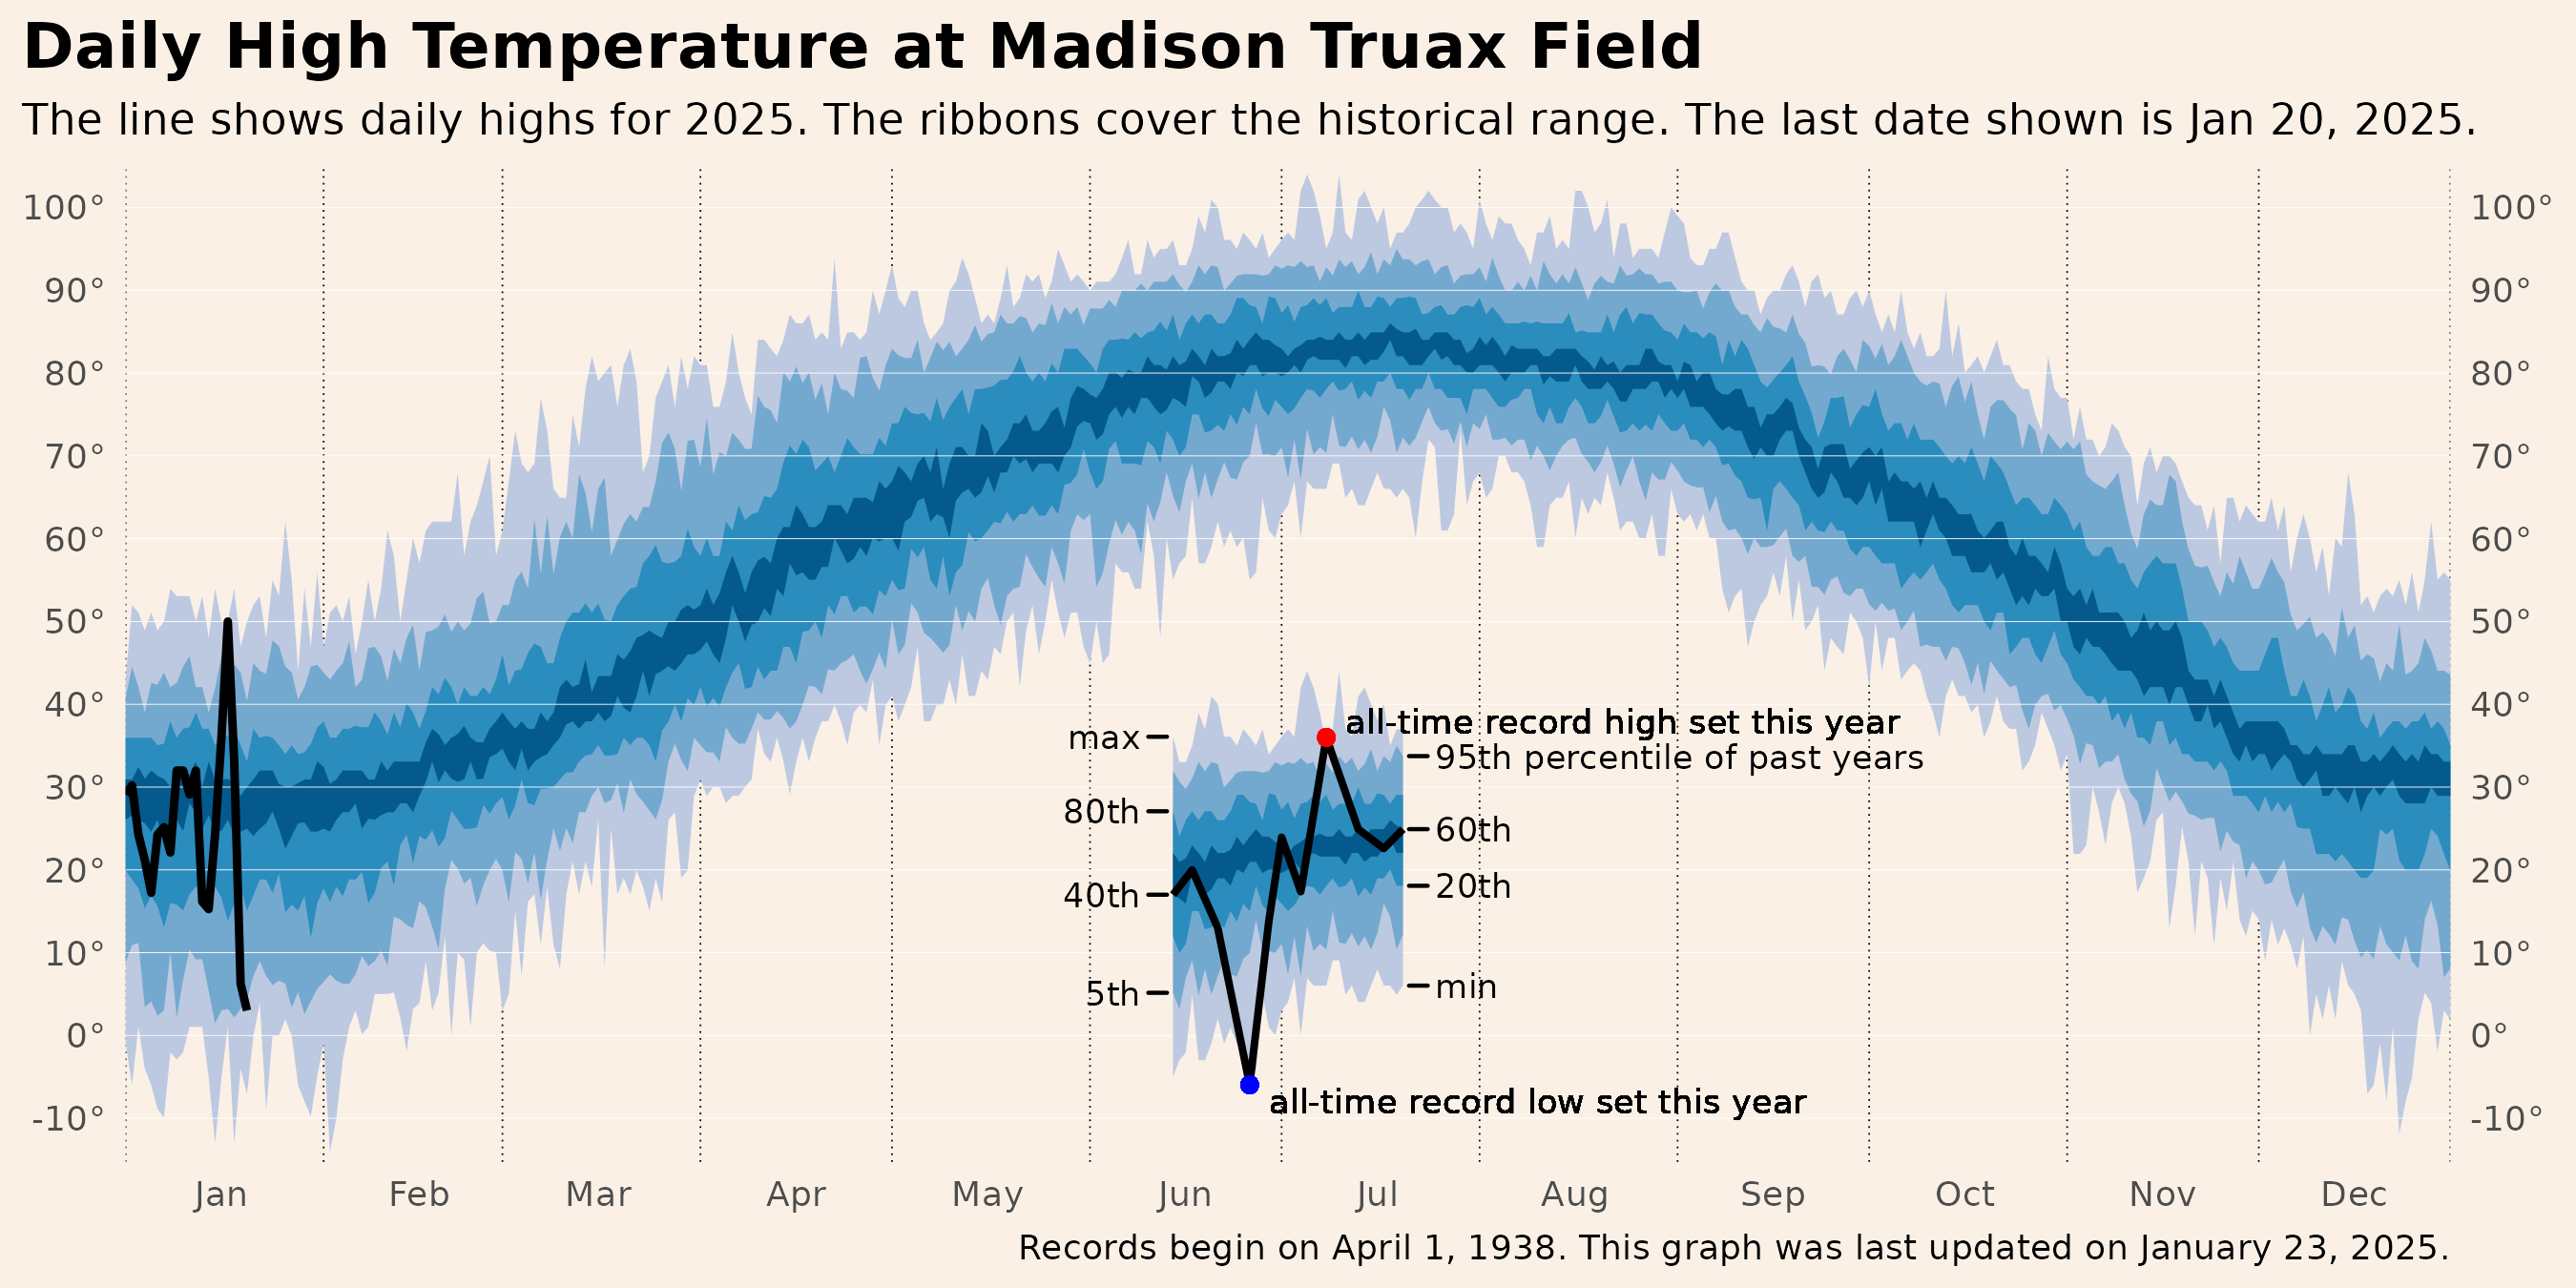 Daily High Temperature at Madison Truax Field
The line shows daily highs for 2025. The ribbons cover the historical range. The last date shown is Jan 20, 2025.
100° 100°
90° 90°
80° 80°
70° 70°
60° 60°
50° 50°
40° 40°
30° 30°
20° 20°
10° 10°
0° 0°
-10° -10°
all-time record high set this year
max
95th percentile of past years
80th
60th
20th
40th
min
5th
all-time record low set this year
Jan Feb Mar Apr May Jun Jul Aug Sep Oct Nov Dec
Records begin on April 1, 1938. This graph was last updated on January 23, 2025.